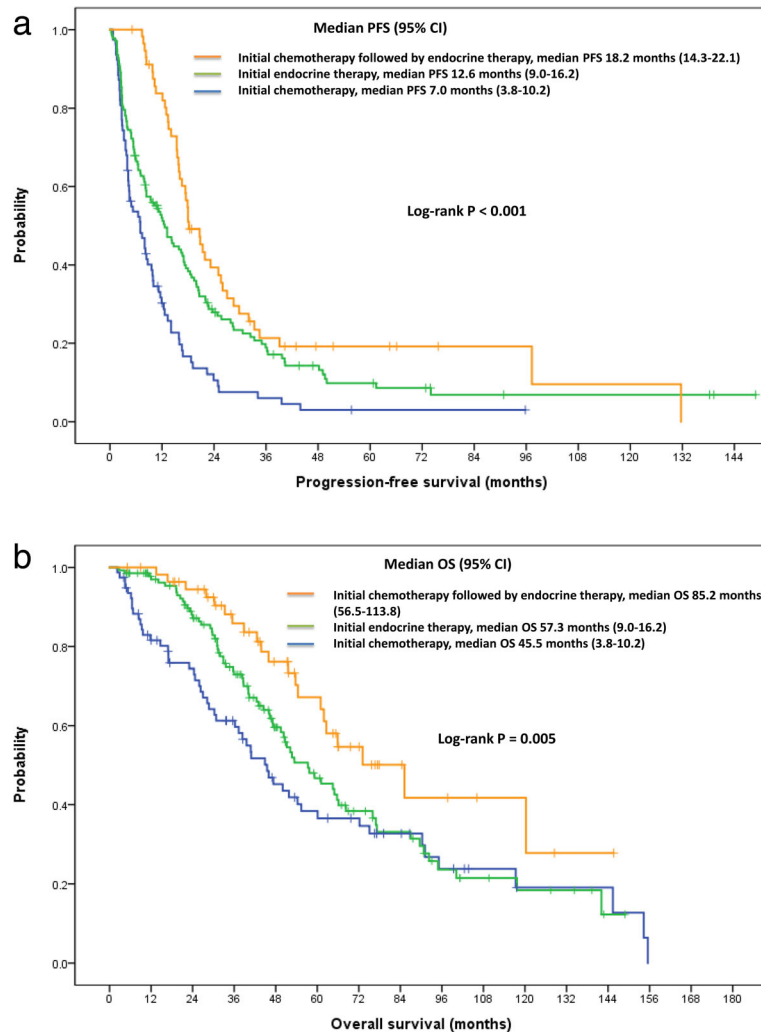 a
Median PFS (95% CI)
Initial chemotherapy followed by endocrine therapy, median PFS 18.2 months (14.3-22.1)
Initial endocrine therapy, median PFS 12.6 months (9.0-16.2)
Initial chemotherapy, median PFS 7.0 months (3.8-10.2)
Log-rank P < 0.001
Probability
1.0
0.8
0.6
0.4
0.2
0.0
0 12 24 36 48 60 72 84 96 108 120 132 144
Progression-free survival (months)
b
Median OS (95% CI)
Initial chemotherapy followed by endocrine therapy, median OS 85.2 months
(56.5-113.8)
Initial endocrine therapy, median OS 57.3 months (9.0-16.2)
Initial chemotherapy, median OS 45.5 months (3.8-10.2)
Log-rank P = 0.005
Probability
1.0
0.8
0.6
0.4
0.2
0.0
0 12 24 36 48 60 72 84 96 108 120 132 144 156 168 180
Overall survival (months)